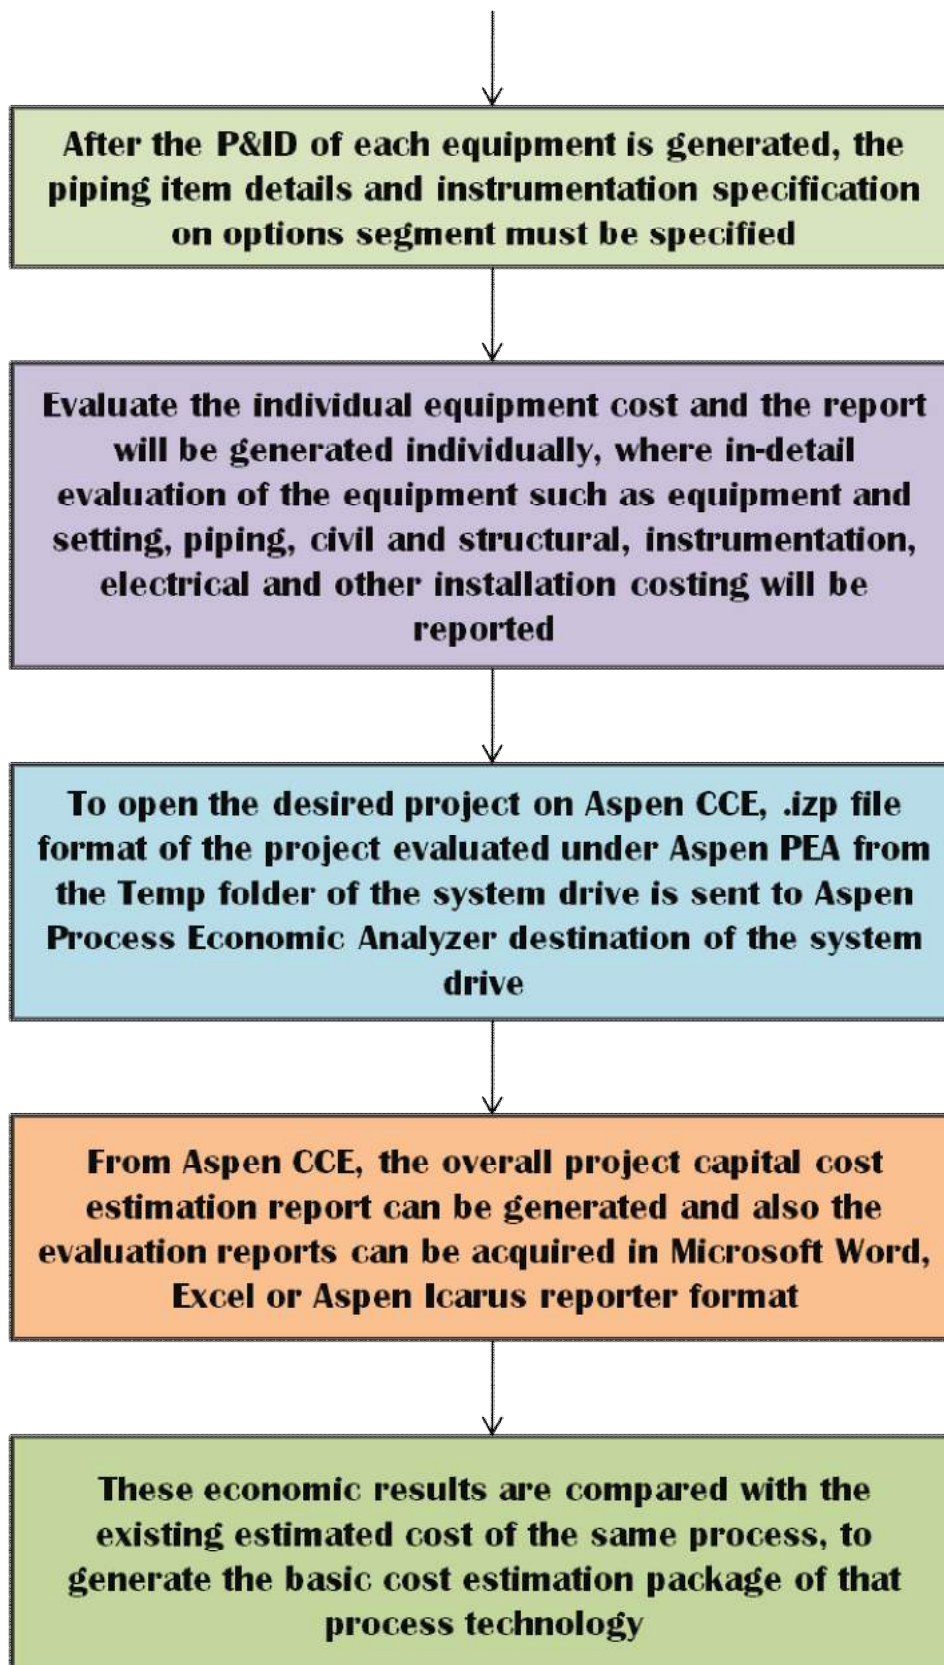 After the P&ID of each equipment is generated, the
piping item details and instrumentation specification
on options segment must be specified
Evaluate the individual equipment cost and the report
will be generated individually, where in-detail
evaluation of the equipment such as equipment and
setting, piping, civil and structural, instrumentation,
electrical and other installation costing will be
reported
To open the desired project on Aspen CCE, .izp file
format of the project evaluated under Aspen PEA from
the Temp folder of the system drive is sent to Aspen
Process Economic Analyzer destination of the system
drive
From Aspen CCE, the overall project capital cost
estimation report can be generated and also the
evaluation reports can be acquired in Microsoft Word,
Excel or Aspen Icarus reporter format
These economic results are compared with the
existing estimated cost of the same process, to
generate the basic cost estimation package of that
process technology